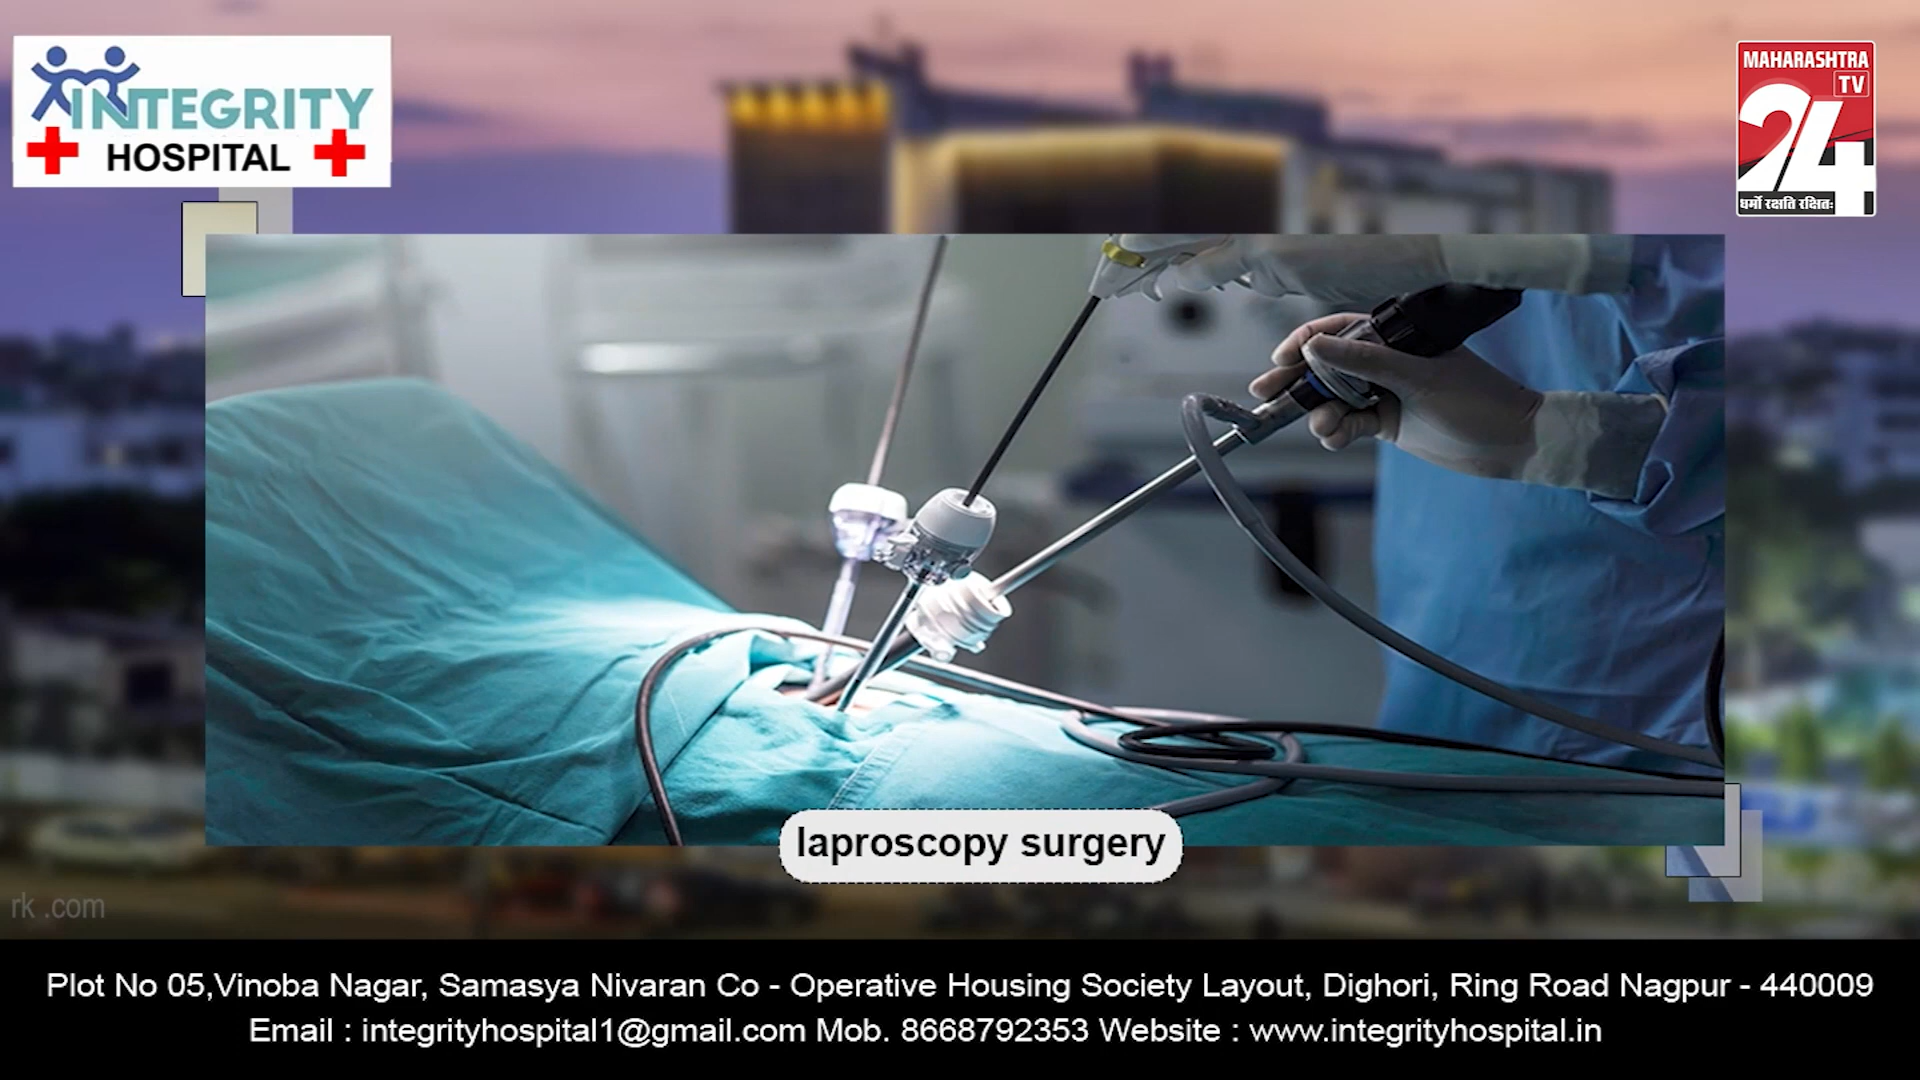 INTEGRITY
HOSPITAL
MAHARASHTRA
TV
24
धर्मो रक्षति रक्षितः
laproscopy surgery
rk .com
Plot No 05,Vinoba Nagar, Samasya Nivaran Co - Operative Housing Society Layout, Dighori, Ring Road Nagpur - 440009
Email : integrityhospital1@gmail.com Mob. 8668792353 Website : www.integrityhospital.in